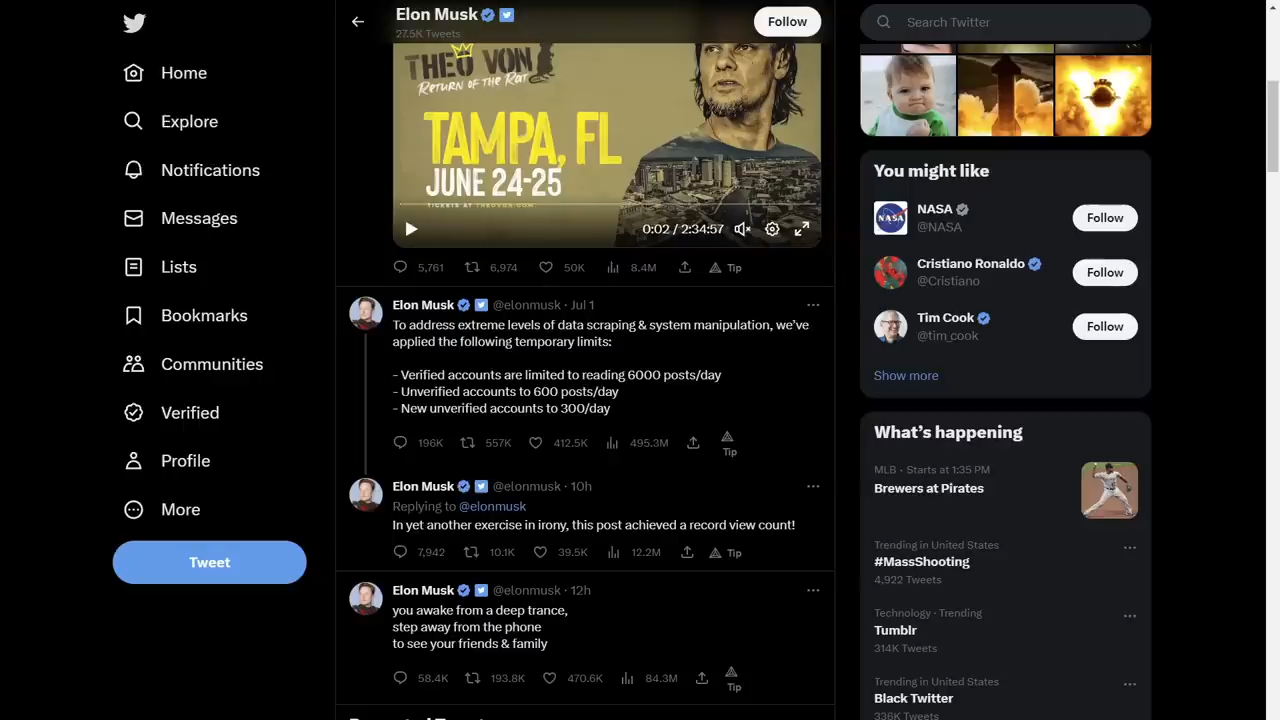 Home
Explore
Notifications
Messages
Lists
Bookmarks
Communities
Verified
Profile
More
Tweet
Elon Musk
27.5K Tweets
Follow
THEO VON
Return of the Rat
TAMPA, FL
JUNE 24-25
TICKETS AT THEOVON.COM
0:02 / 2:34:57
5,761 6,974 50K 8.4M Tip
Elon Musk @elonmusk · Jul 1
To address extreme levels of data scraping & system manipulation, we’ve
applied the following temporary limits:
- Verified accounts are limited to reading 6000 posts/day
- Unverified accounts to 600 posts/day
- New unverified accounts to 300/day
196K 557K 412.5K 495.3M Tip
Elon Musk @elonmusk · 10h
Replying to @elonmusk
In yet another exercise in irony, this post achieved a record view count!
7,942 10.1K 39.5K 12.2M Tip
Elon Musk @elonmusk · 12h
you awake from a deep trance,
step away from the phone
to see your friends & family
58.4K 193.8K 470.6K 84.3M Tip
Search Twitter
You might like
NASA
NASA
@NASA
Follow
Cristiano Ronaldo
@Cristiano
Follow
Tim Cook
@tim_cook
Follow
Show more
What’s happening
MLB · Starts at 1:35 PM
Brewers at Pirates
Trending in United States
#MassShooting
4,922 Tweets
Technology · Trending
Tumblr
314K Tweets
Trending in United States
Black Twitter
336K Tweets